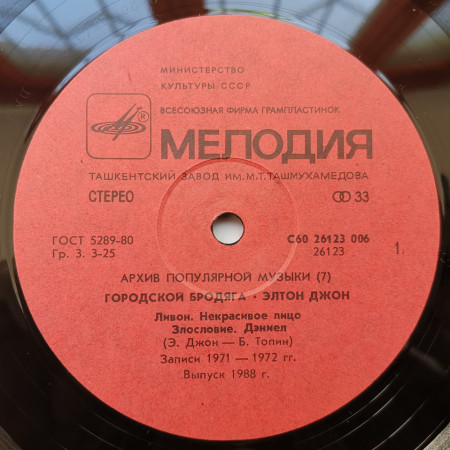 МИНИСТЕРСТВО
КУЛЬТУРЫ СССР
ВСЕСОЮЗНАЯ ФИРМА ГРАМПЛАСТИНОК
® МЕЛОДИЯ
ТАШКЕНТСКИЙ ЗАВОД ИМ.М.Т.ТАШМУХАМЕДОВА
СТЕРЕО 33
ГОСТ 5289-80 С60 26123 006
Гр. 3. 3-25 26123 1
АРХИВ ПОПУЛЯРНОЙ МУЗЫКИ (7)
ГОРОДСКОЙ БРОДЯГА · ЭЛТОН ДЖОН
Ливон. Некрасивое лицо
Злословие. Дэниел
(Э. Джон — Б. Топин)
Записи 1971 — 1972 гг.
Выпуск 1988 г.